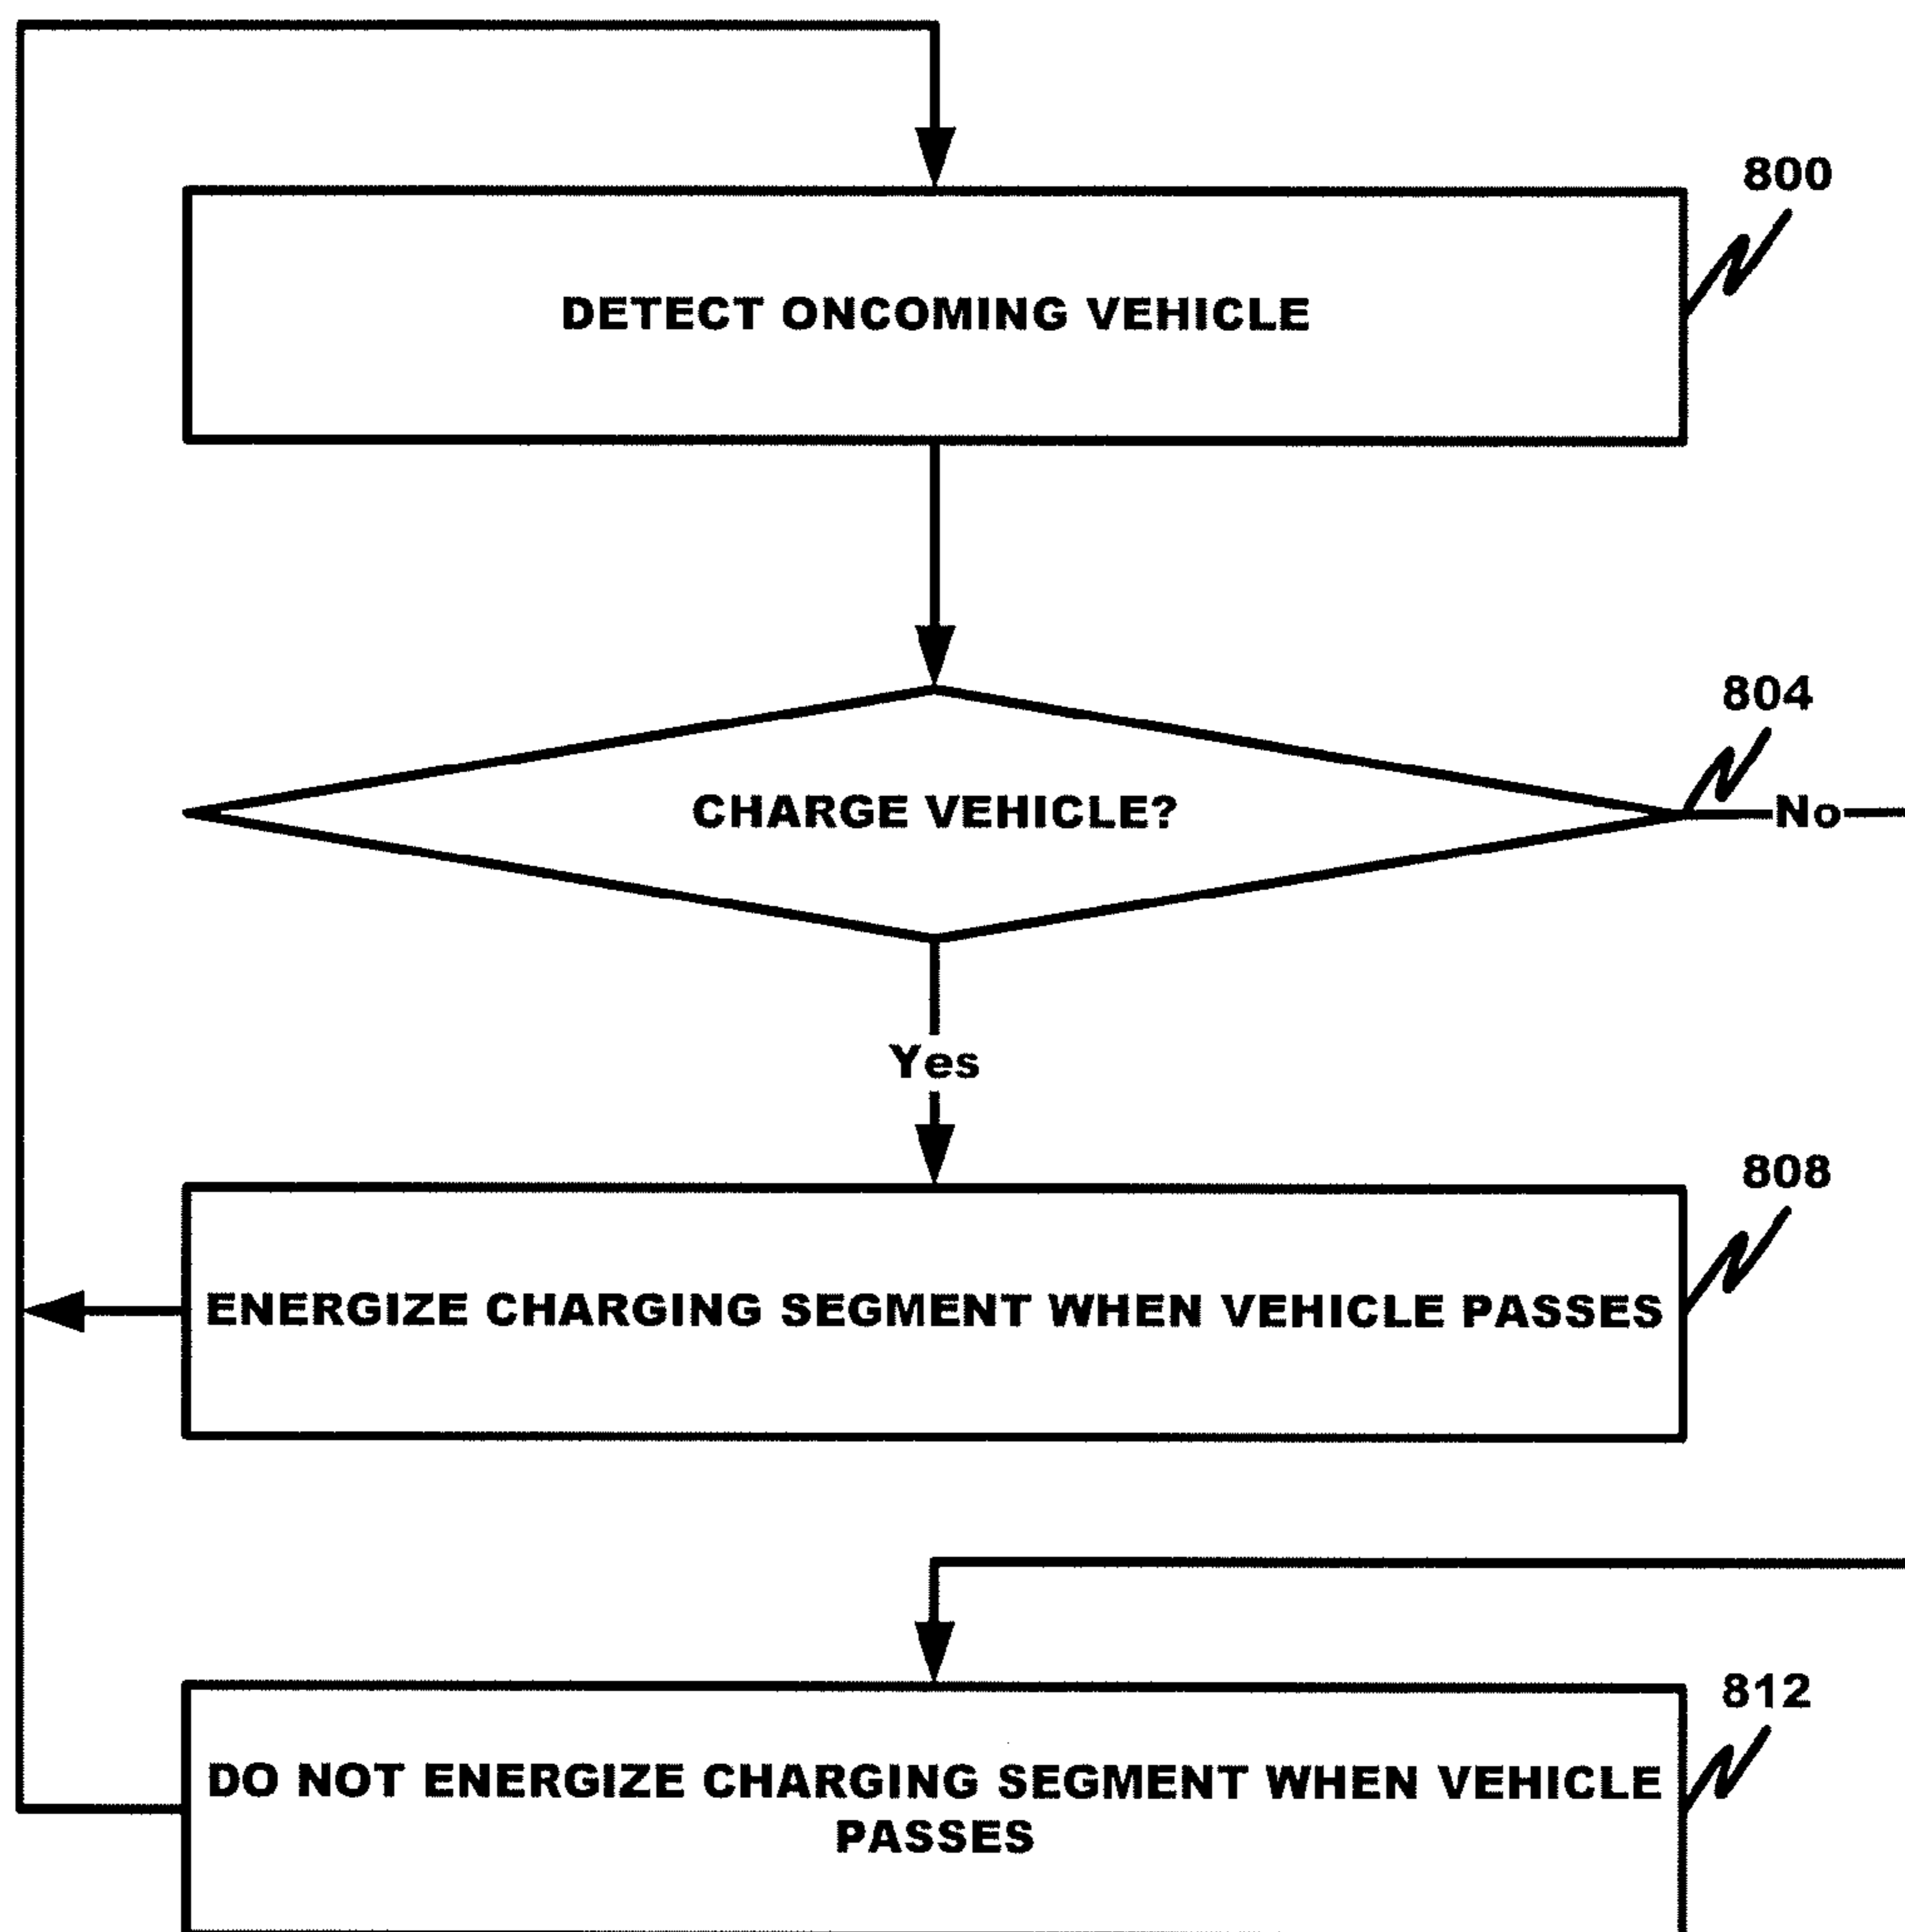 800
DETECT ONCOMING VEHICLE
804
CHARGE VEHICLE?
No
Yes
808
ENERGIZE CHARGING SEGMENT WHEN VEHICLE PASSES
812
DO NOT ENERGIZE CHARGING SEGMENT WHEN VEHICLE
PASSES